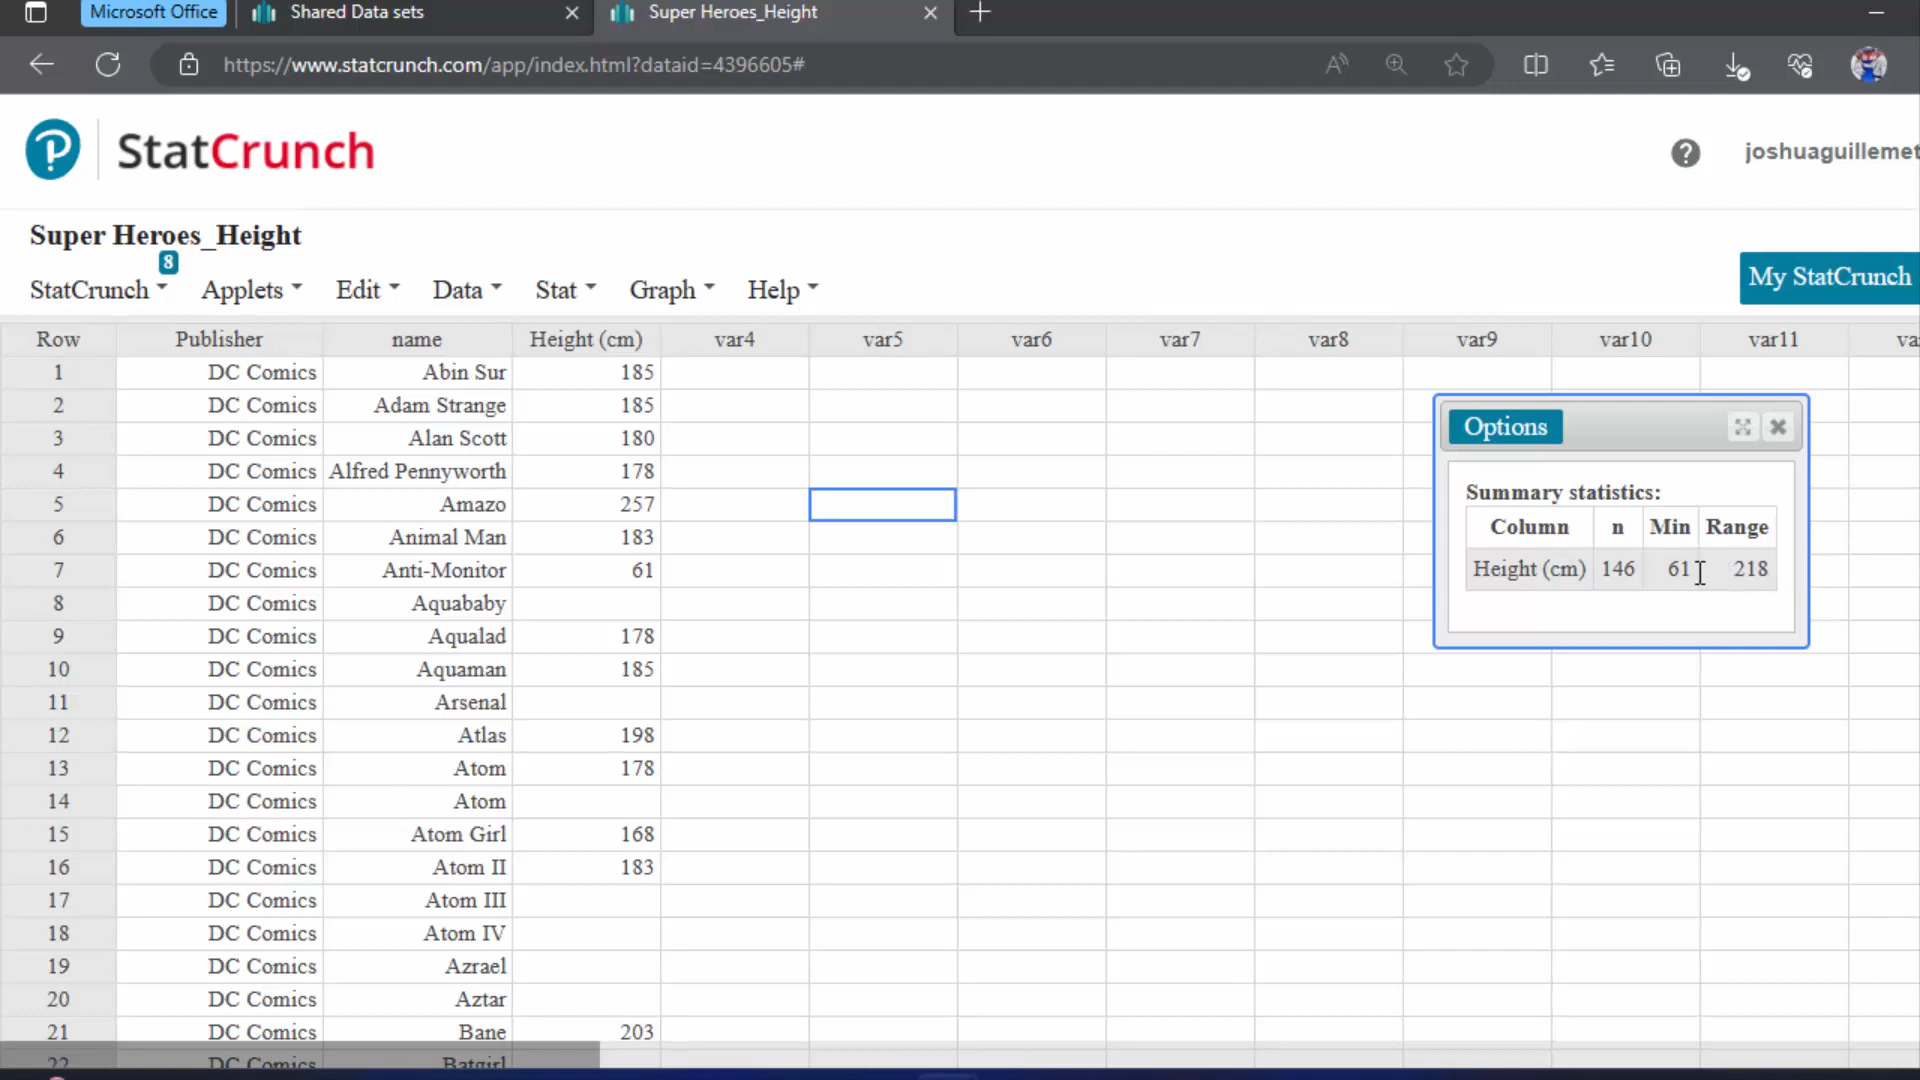 Microsoft Office
Shared Data sets
Super Heroes_Height
https://www.statcrunch.com/app/index.html?dataid=4396605#
StatCrunch
joshuaguillemet
Super Heroes_Height
8
StatCrunch Applets Edit Data Stat Graph Help
My StatCrunch
Row Publisher name Height (cm) var4 var5 var6 var7 var8 var9 var10 var11 va
1 DC Comics Abin Sur 185
2 DC Comics Adam Strange 185
3 DC Comics Alan Scott 180
4 DC Comics Alfred Pennyworth 178
5 DC Comics Amazo 257
6 DC Comics Animal Man 183
7 DC Comics Anti-Monitor 61
8 DC Comics Aquababy
9 DC Comics Aqualad 178
10 DC Comics Aquaman 185
11 DC Comics Arsenal
12 DC Comics Atlas 198
13 DC Comics Atom 178
14 DC Comics Atom
15 DC Comics Atom Girl 168
16 DC Comics Atom II 183
17 DC Comics Atom III
18 DC Comics Atom IV
19 DC Comics Azrael
20 DC Comics Aztar
21 DC Comics Bane 203
22 DC Comics Batgirl
Options
Summary statistics:
Column n Min Range
Height (cm) 146 61 218